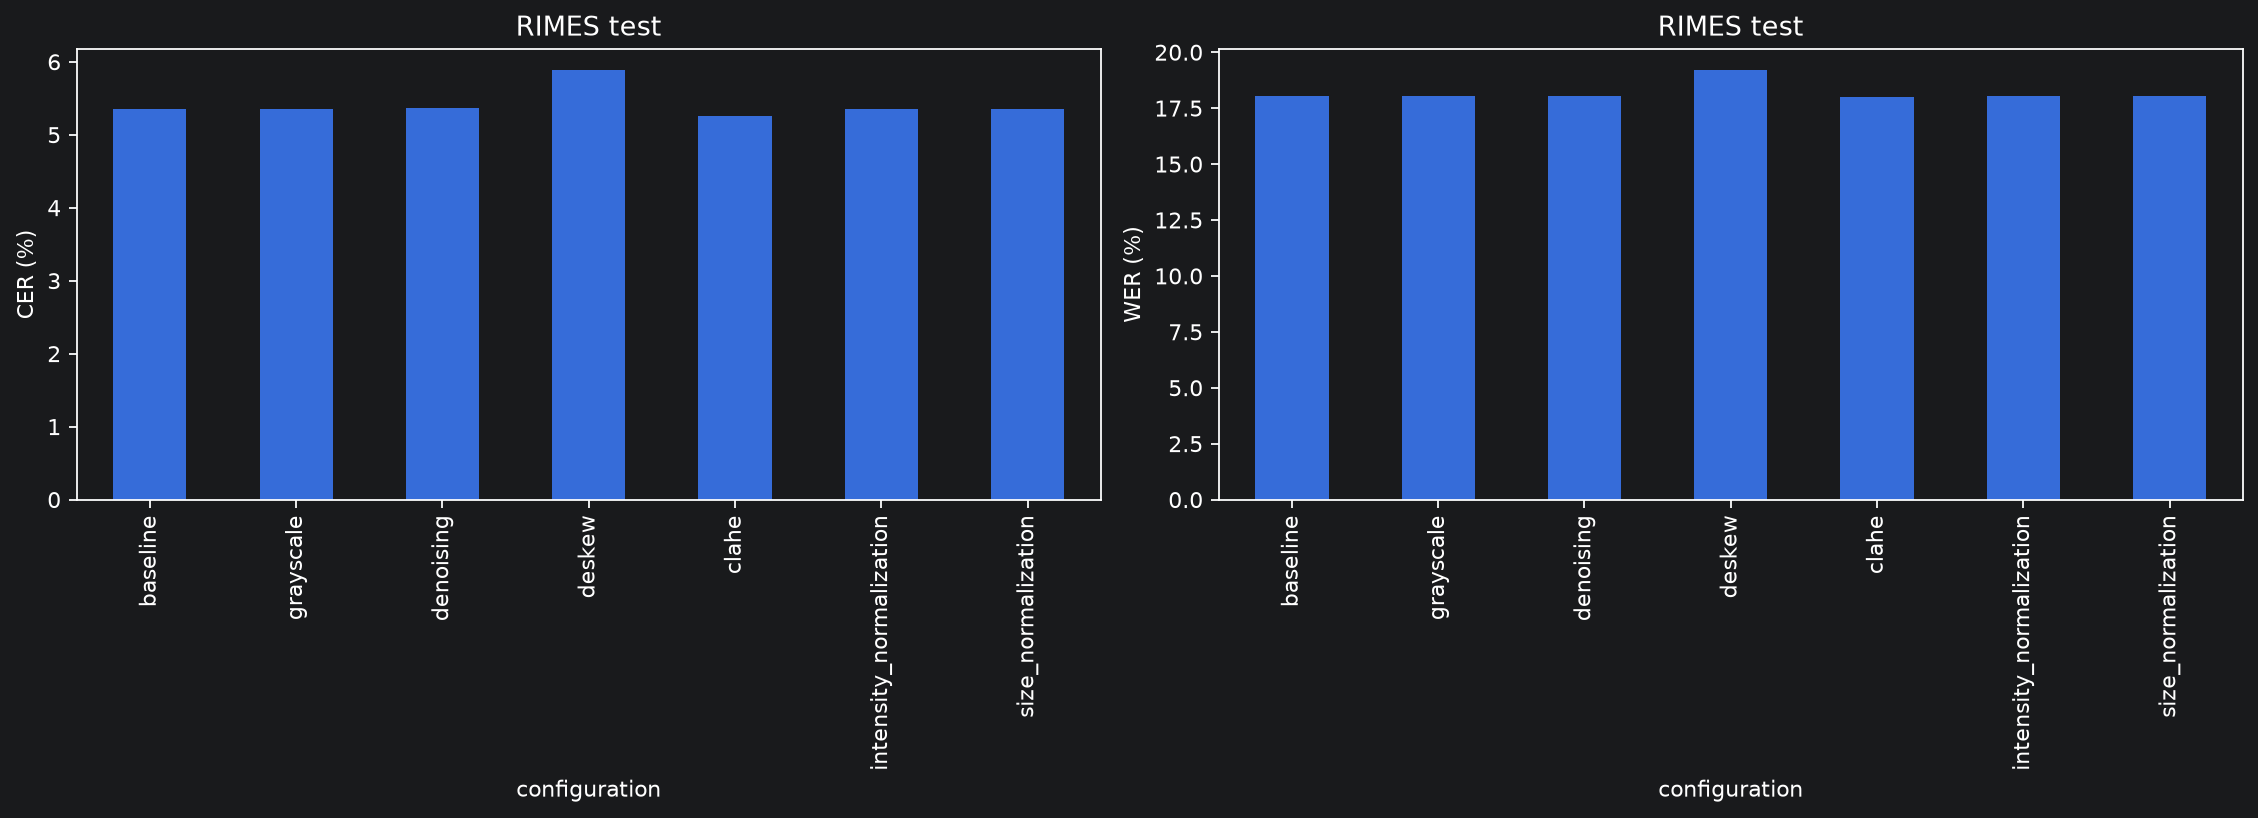 RIMES test
CER (%)
6
5
4
3
2
1
0
baseline
grayscale
denoising
deskew
clahe
intensity_normalization
size_normalization
configuration
RIMES test
WER (%)
20.0
17.5
15.0
12.5
10.0
7.5
5.0
2.5
0.0
baseline
grayscale
denoising
deskew
clahe
intensity_normalization
size_normalization
configuration